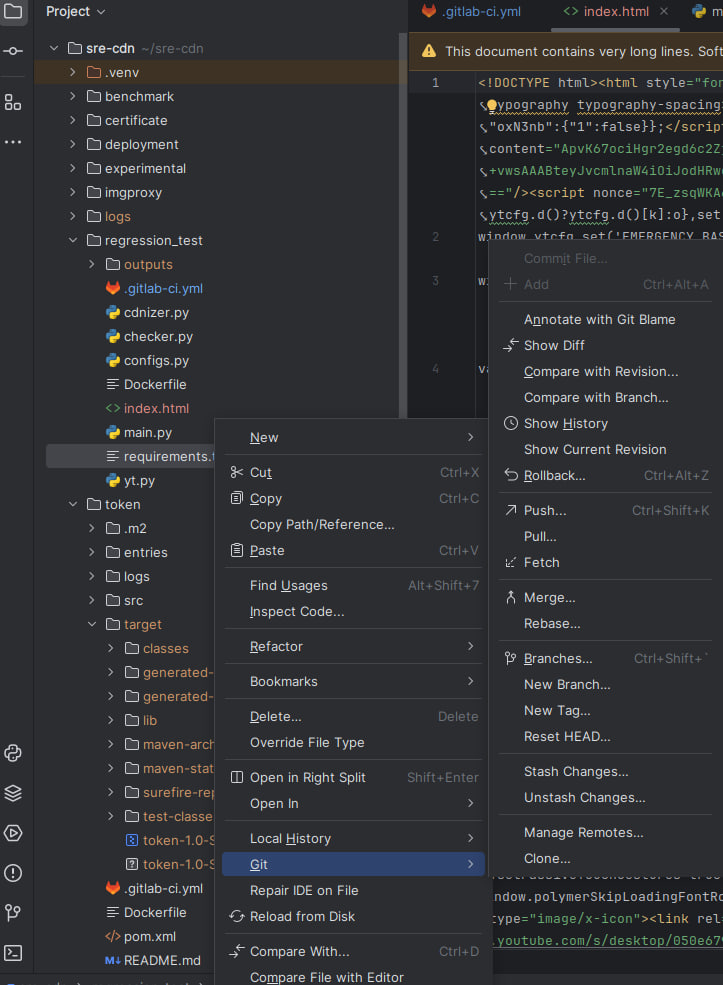 Project
.gitlab-ci.yml
index.html
sre-cdn ~/sre-cdn
.venv
benchmark
certificate
deployment
experimental
imgproxy
logs
regression_test
outputs
.gitlab-ci.yml
cdnizer.py
checker.py
configs.py
Dockerfile
index.html
main.py
requirements.
yt.py
token
.m2
entries
logs
src
target
classes
generated-
generated-
lib
maven-arch
maven-stat
surefire-rep
test-classe
token-1.0-S
token-1.0-S
.gitlab-ci.yml
Dockerfile
pom.xml
README.md
This document contains very long lines. Soft
1
<!DOCTYPE html><html style="fon
typography typography-spacing
"oxN3nb":{"1":false}};</script
content="ApvK67ociHgr2egd6c2Z
+vwsAAABteyJvcmlnaW4iOiJodHRw
=="/><script nonce="7E_zsqWKA
ytcfg.d()?ytcfg.d()[k]:o},set
2 window.ytcfg.set('EMERGENCY_BAS
3
4
New
Cut Ctrl+X
Copy Ctrl+C
Copy Path/Reference...
Paste Ctrl+V
Find Usages Alt+Shift+7
Inspect Code...
Refactor
Bookmarks
Delete... Delete
Override File Type
Open in Right Split Shift+Enter
Open In
Local History
Git
Repair IDE on File
Reload from Disk
Compare With... Ctrl+D
Compare File with Editor
Commit File...
Add Ctrl+Alt+A
Annotate with Git Blame
Show Diff
Compare with Revision...
Compare with Branch...
Show History
Show Current Revision
Rollback... Ctrl+Alt+Z
Push... Ctrl+Shift+K
Pull...
Fetch
Merge...
Rebase...
Branches... Ctrl+Shift+`
New Branch...
New Tag...
Reset HEAD...
Stash Changes...
Unstash Changes...
Manage Remotes...
Clone...
ndow.polymerSkipLoadingFontRo
type="image/x-icon"><link rel
.youtube.com/s/desktop/050e679